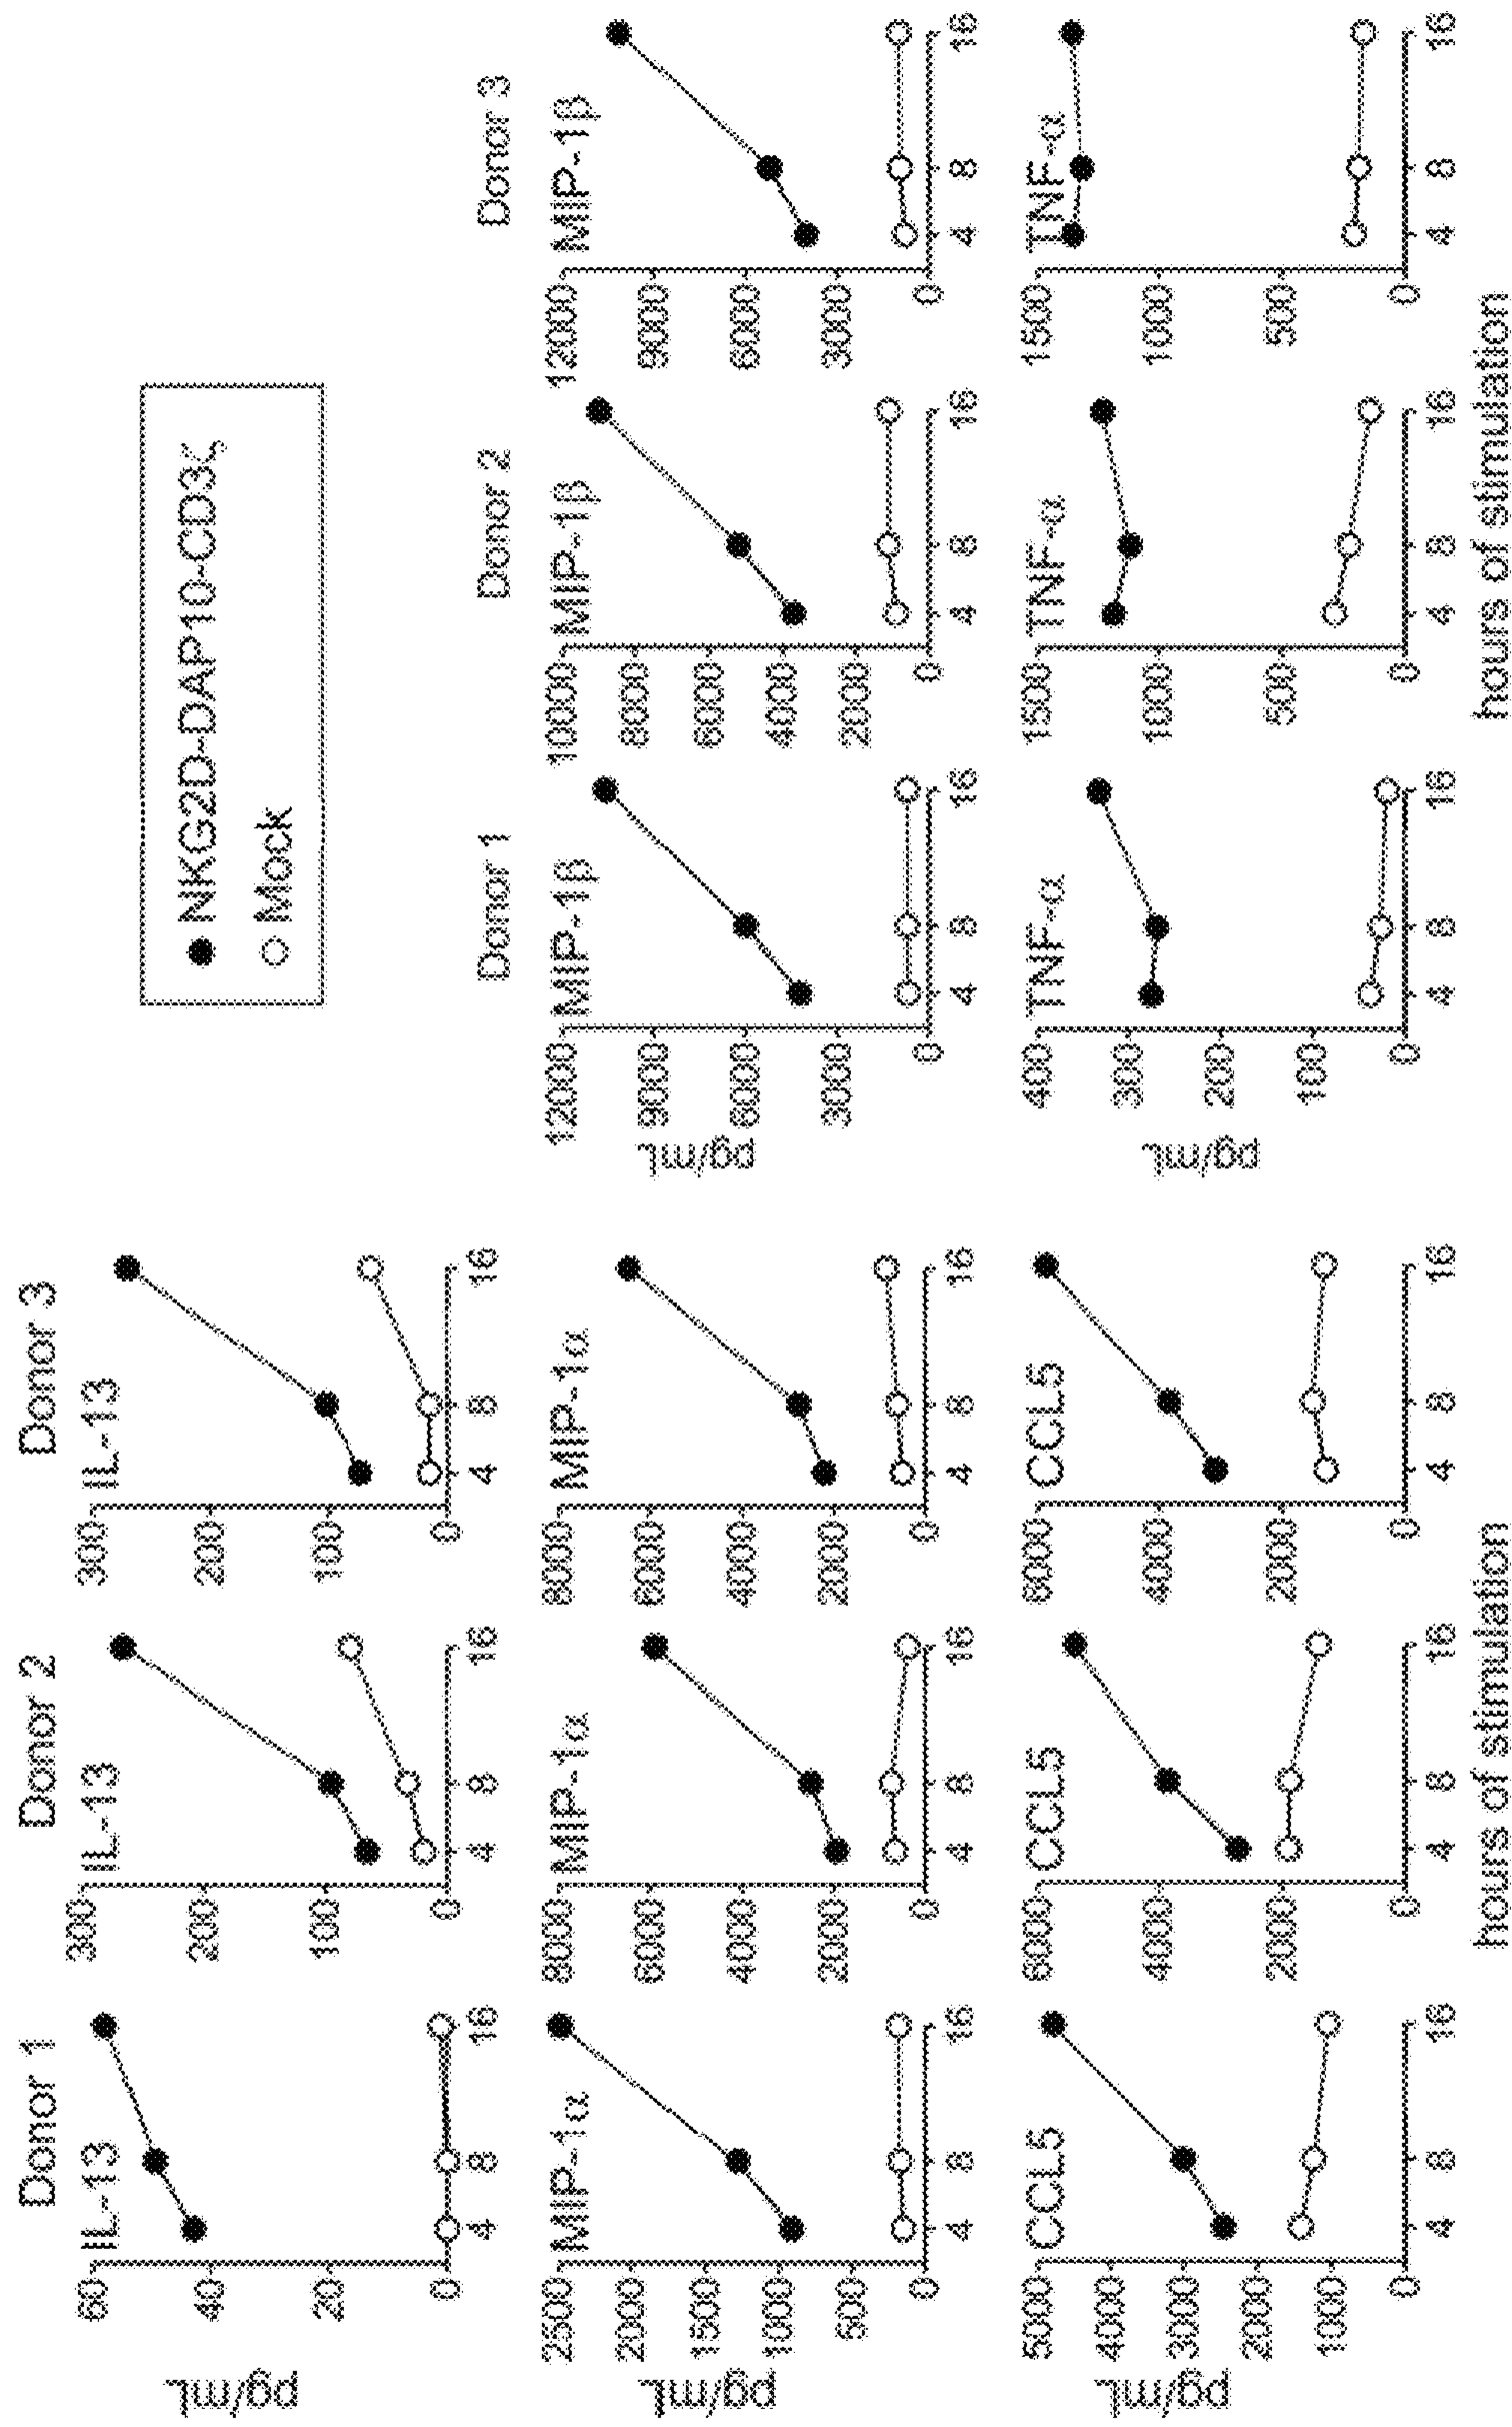 Donor 1 Donor 2 Donor 3
IL-13 IL-13 IL-13
pg/mL
60
40
20
0
4 8 16
300
200
100
0
4 8 16
300
200
100
0
4 8 16
MIP-1α MIP-1α MIP-1α
pg/mL
2500
2000
1500
1000
500
0
4 8 16
8000
6000
4000
2000
0
4 8 16
8000
6000
4000
2000
0
4 8 16
CCL5 CCL5 CCL5
pg/mL
5000
4000
3000
2000
1000
0
4 8 16
6000
4000
2000
0
4 8 16
6000
4000
2000
0
4 8 16
hours of stimulation
NKG2D-DAP10-CD3ζ
Mock
Donor 1 Donor 2 Donor 3
MIP-1β MIP-1β MIP-1β
pg/mL
12000
9000
6000
3000
0
4 8 16
10000
8000
6000
4000
2000
0
4 8 16
12000
9000
6000
3000
0
4 8 16
TNF-α TNF-α TNF-α
pg/mL
400
300
200
100
0
4 8 16
1500
1000
500
0
4 8 16
1500
1000
500
0
4 8 16
hours of stimulation